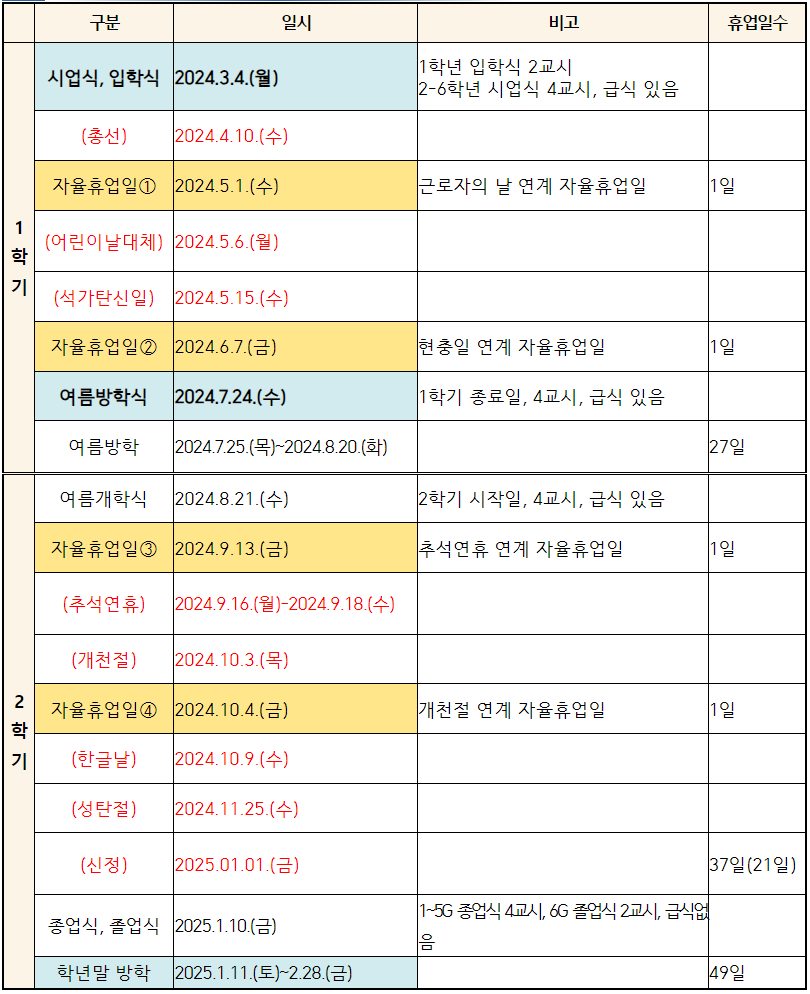 구분 일시 비고 휴업일수
1학기
시업식, 입학식 2024.3.4.(월) 1학년 입학식 2교시
2-6학년 시업식 4교시, 급식 있음
(총선) 2024.4.10.(수)
자율휴업일① 2024.5.1.(수) 근로자의 날 연계 자율휴업일 1일
(어린이날대체) 2024.5.6.(월)
(석가탄신일) 2024.5.15.(수)
자율휴업일② 2024.6.7.(금) 현충일 연계 자율휴업일 1일
여름방학식 2024.7.24.(수) 1학기 종료일, 4교시, 급식 있음
여름방학 2024.7.25.(목)~2024.8.20.(화) 27일
2학기
여름개학식 2024.8.21.(수) 2학기 시작일, 4교시, 급식 있음
자율휴업일③ 2024.9.13.(금) 추석연휴 연계 자율휴업일 1일
(추석연휴) 2024.9.16.(월)-2024.9.18.(수)
(개천절) 2024.10.3.(목)
자율휴업일④ 2024.10.4.(금) 개천절 연계 자율휴업일 1일
(한글날) 2024.10.9.(수)
(성탄절) 2024.11.25.(수)
(신정) 2025.01.01.(금) 37일(21일)
종업식, 졸업식 2025.1.10.(금) 1~5G 종업식 4교시, 6G 졸업식 2교시, 급식없
음
학년말 방학 2025.1.11.(토)~2.28.(금) 49일